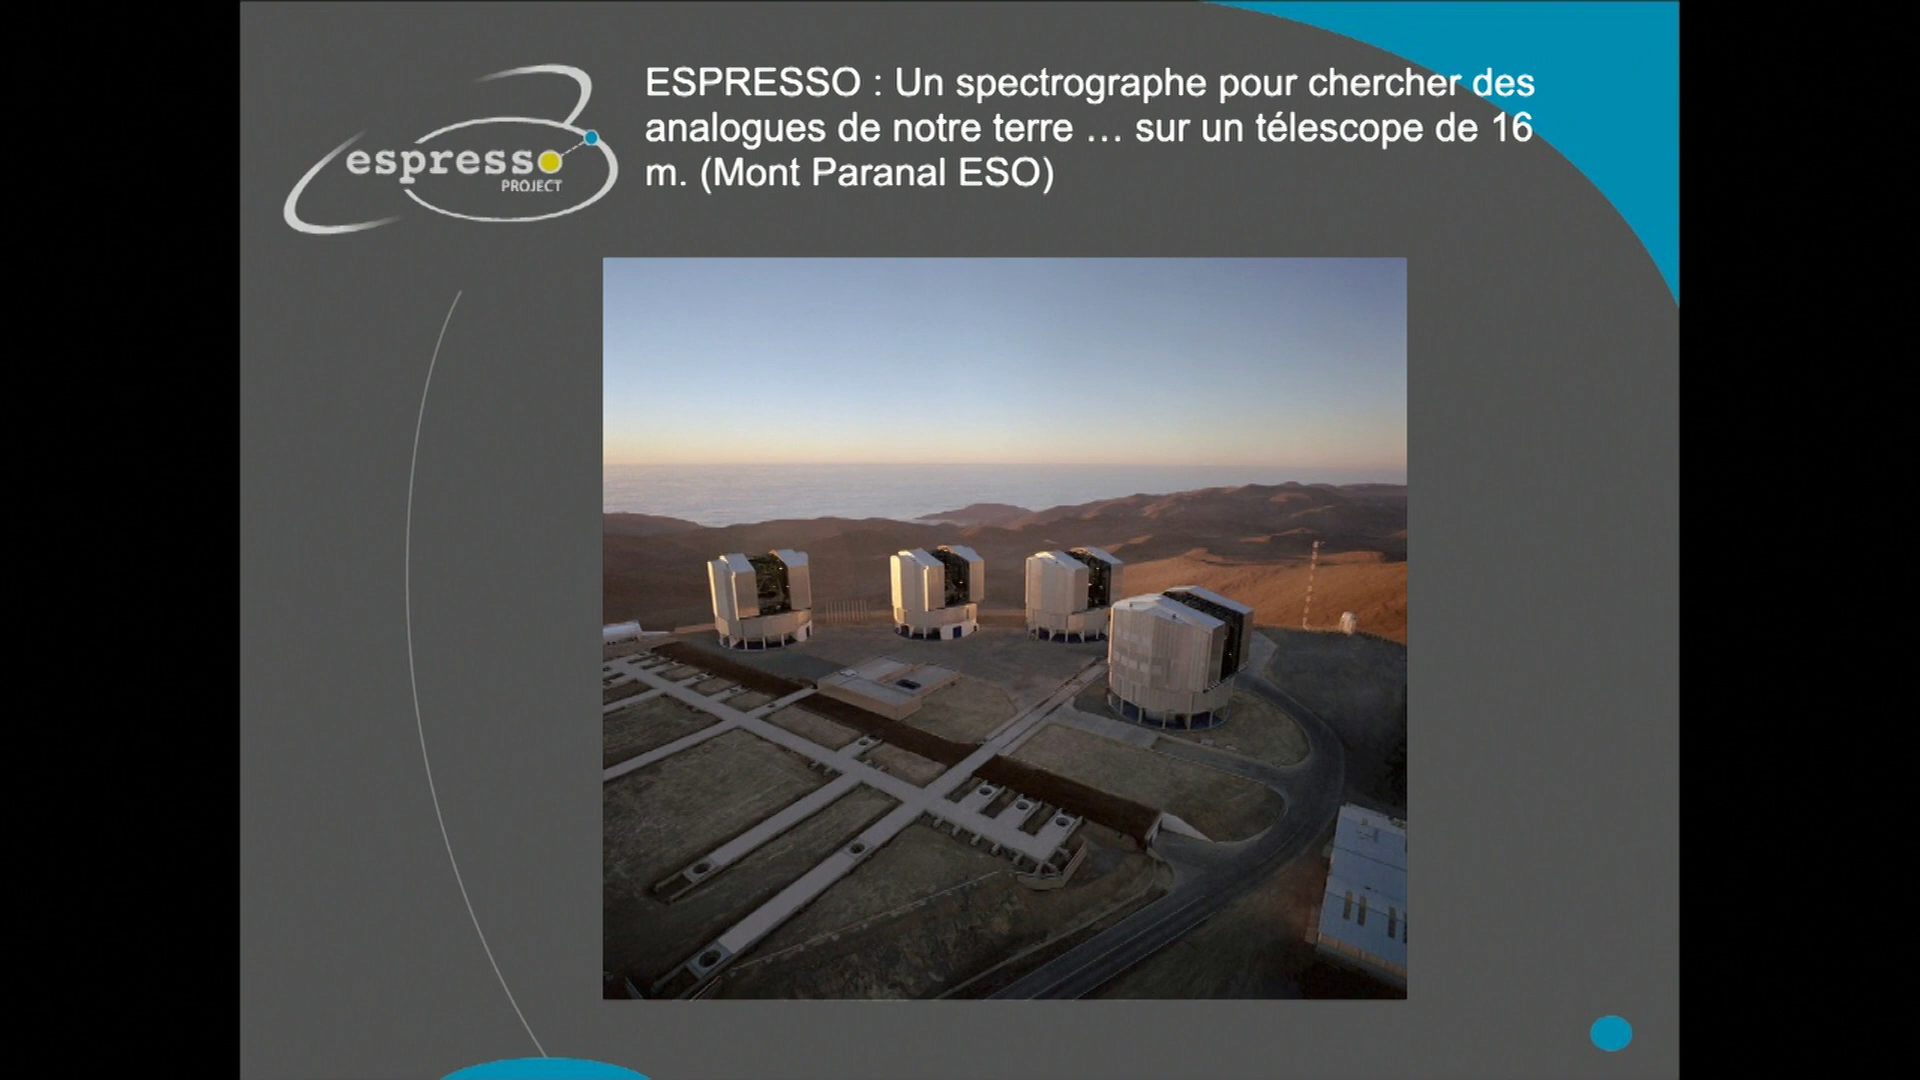 ESPRESSO : Un spectrographe pour chercher des
analogues de notre terre … sur un télescope de 16
m. (Mont Paranal ESO)
espresso
PROJECT